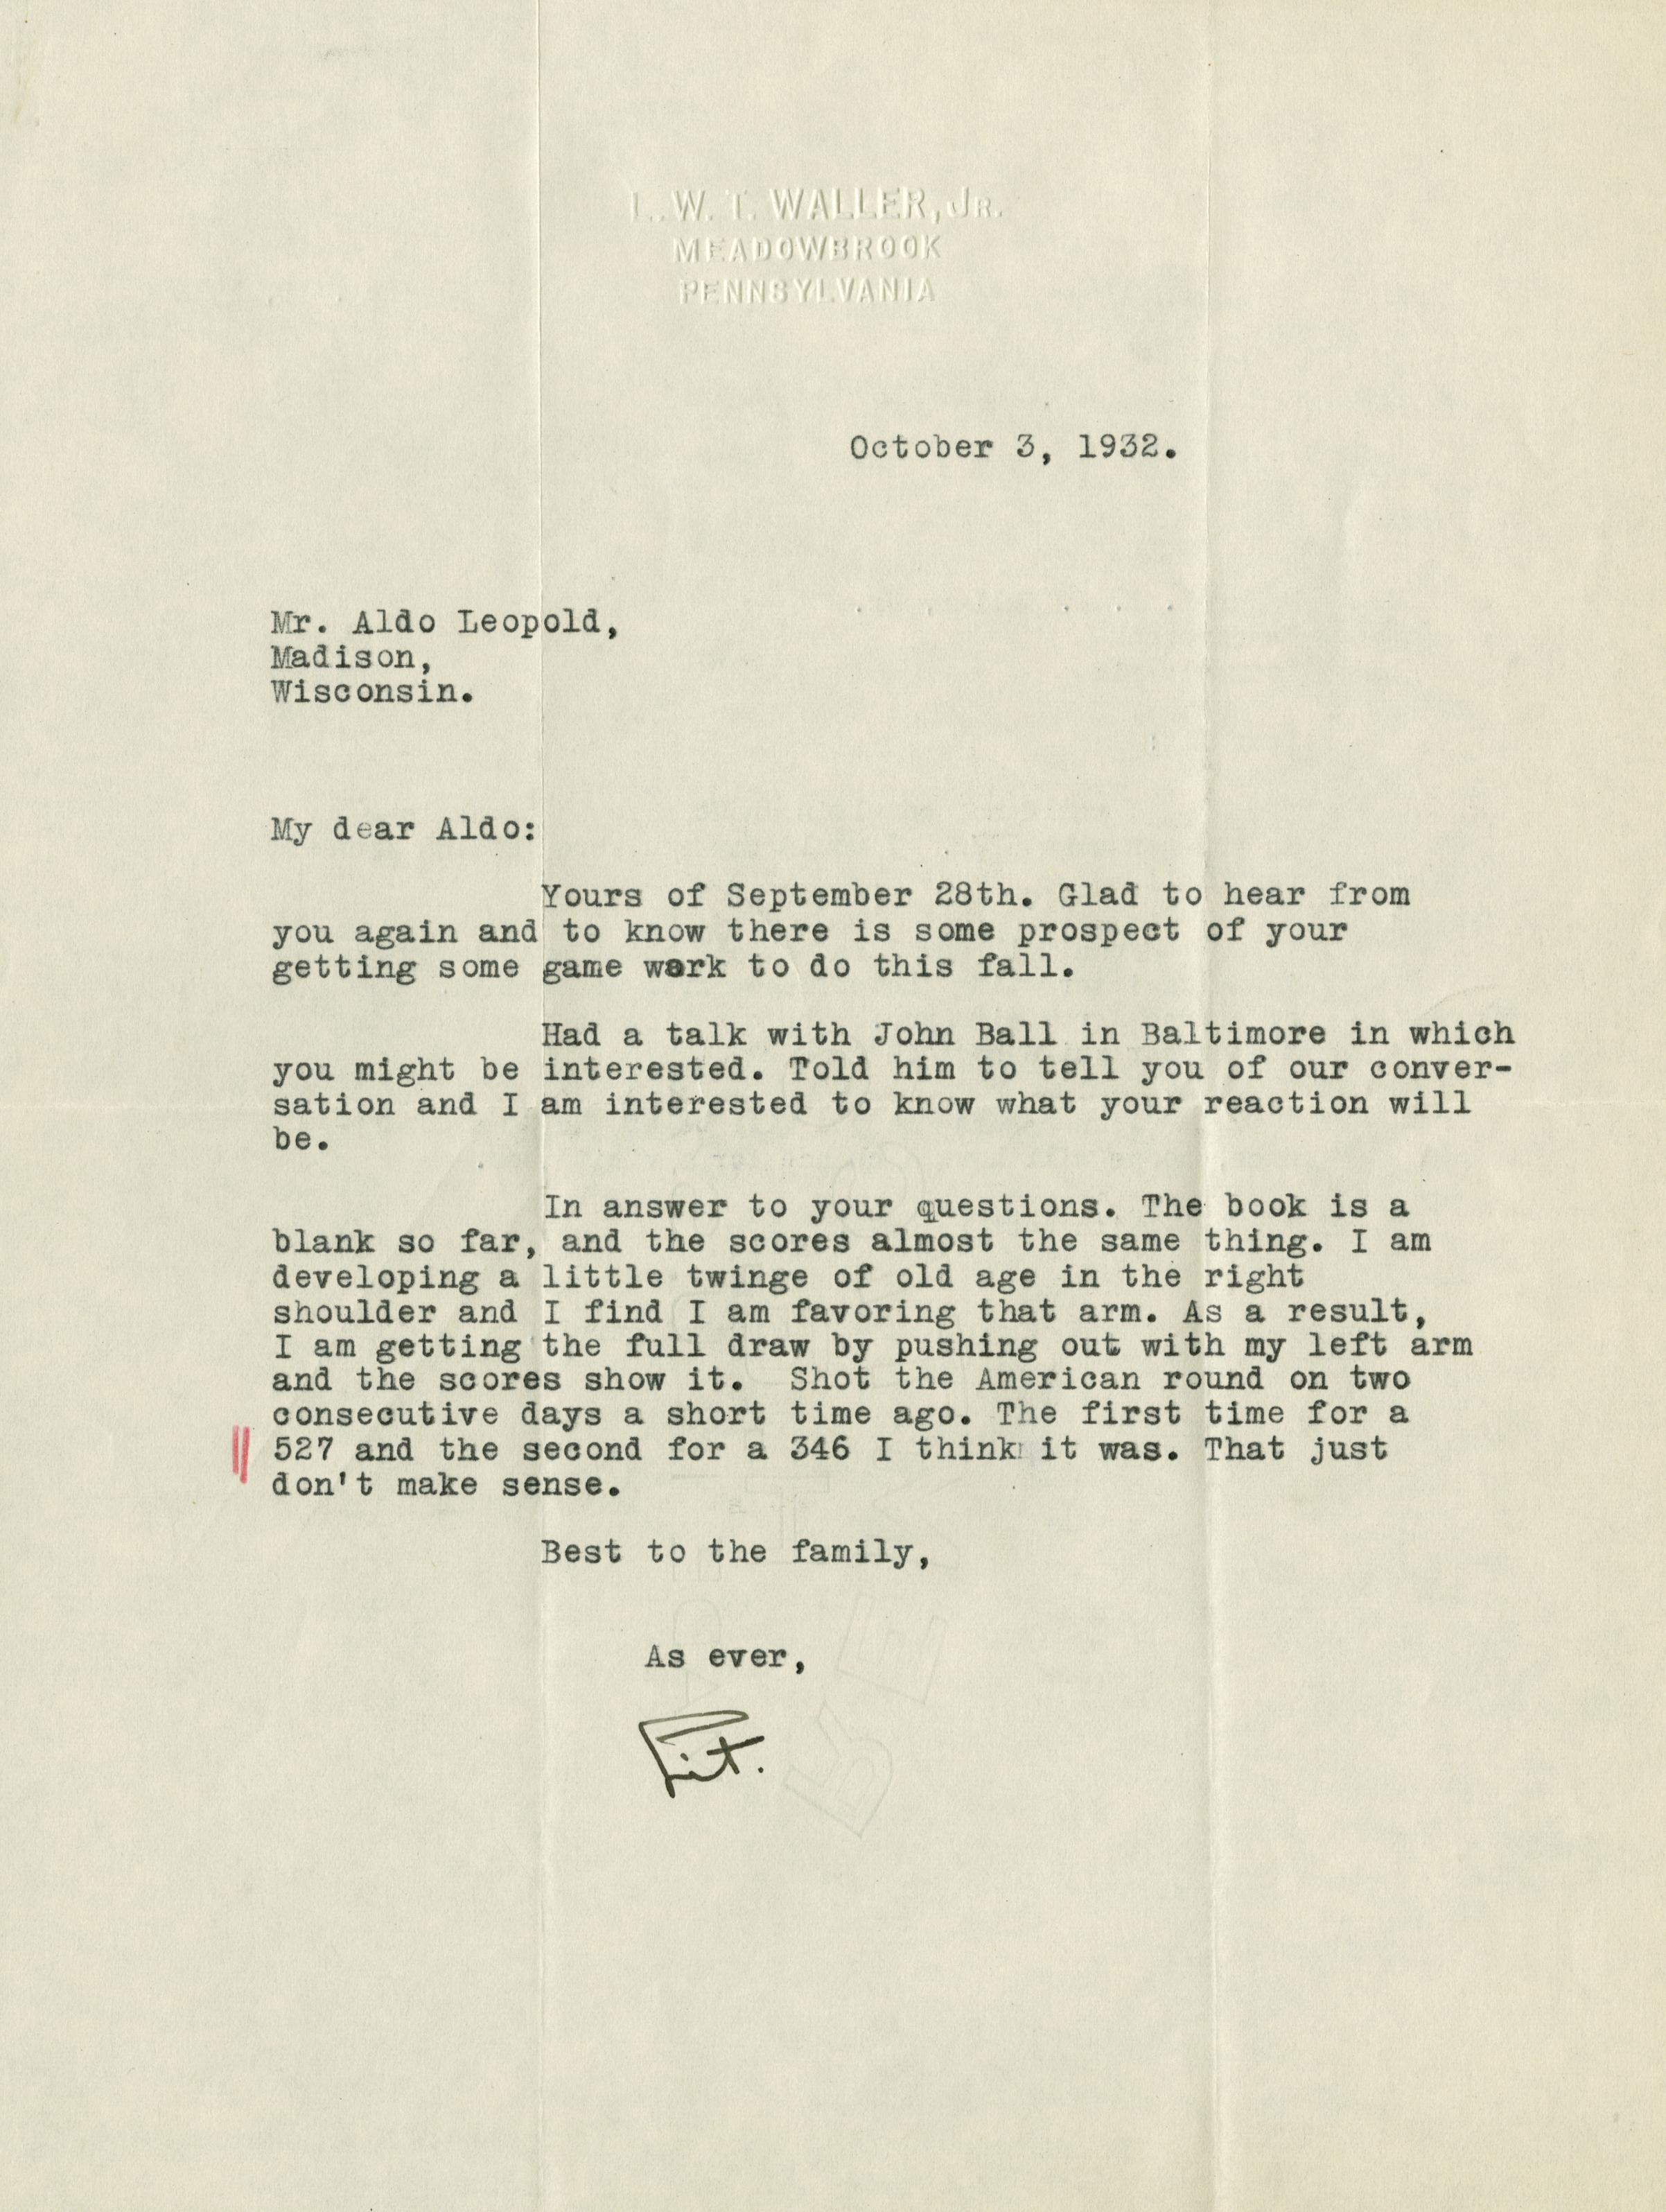 L. W. T. WALLER, JR.
MEADOWBROOK
PENNSYLVANIA
October 3, 1932.
Mr. Aldo Leopold,
Madison,
Wisconsin.
My dear Aldo:
Yours of September 28th. Glad to hear from
you again and to know there is some prospect of your
getting some game work to do this fall.
Had a talk with John Ball in Baltimore in which
you might be interested. Told him to tell you of our conver-
sation and I am interested to know what your reaction will
be.
In answer to your questions. The book is a
blank so far, and the scores almost the same thing. I am
developing a little twinge of old age in the right
shoulder and I find I am favoring that arm. As a result,
I am getting the full draw by pushing out with my left arm
and the scores show it. Shot the American round on two
consecutive days a short time ago. The first time for a
527 and the second for a 346 I think it was. That just
don't make sense.
Best to the family,
As ever,